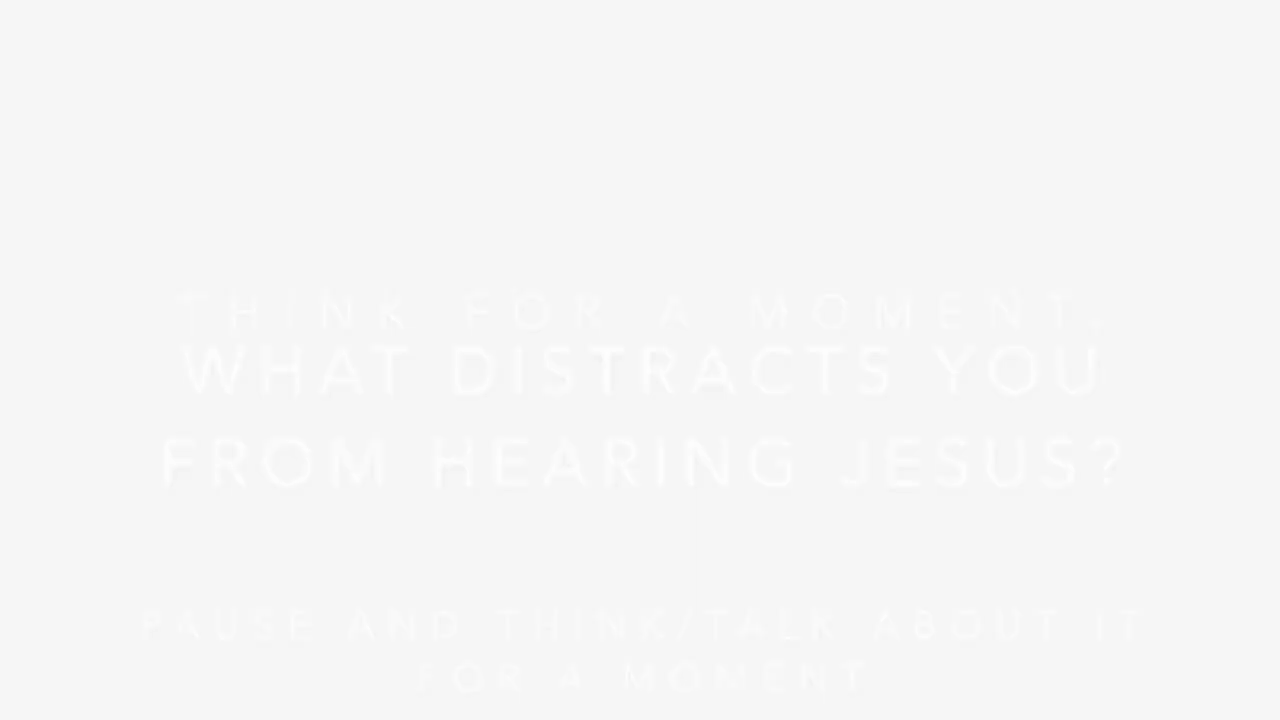 THINK FOR A MOMENT,
WHAT DISTRACTS YOU
FROM HEARING JESUS?
PAUSE AND THINK/TALK ABOUT IT
FOR A MOMENT